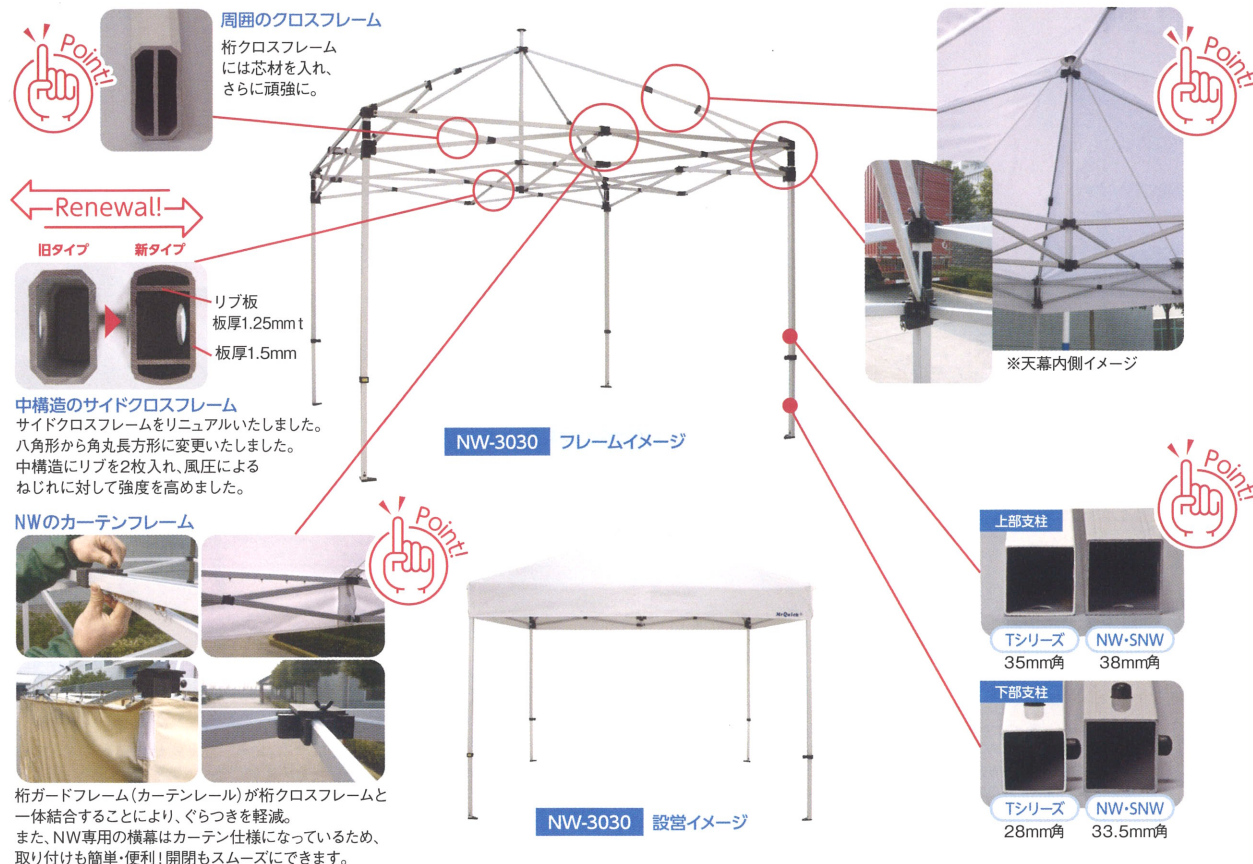 Point!
周囲のクロスフレーム
桁クロスフレーム
には芯材を入れ、
さらに頑強に。
Point!
Renewal!
旧タイプ
新タイプ
リブ板
板厚1.25mmt
板厚1.5mm
※天幕内側イメージ
中構造のサイドクロスフレーム
サイドクロスフレームをリニュアルいたしました。
八角形から角丸長方形に変更いたしました。
中構造にリブを2枚入れ、風圧による
ねじれに対して強度を高めました。
NW-3030 フレームイメージ
NWのカーテンフレーム
Point!
Point!
上部支柱
Tシリーズ
NW・SNW
35mm角
38mm角
下部支柱
Tシリーズ
NW・SNW
28mm角
33.5mm角
MrQuick
NW-3030 設営イメージ
桁ガードフレーム(カーテンレール)が桁クロスフレームと
一体結合することにより、ぐらつきを軽減。
また、NW専用の横幕はカーテン仕様になっているため、
取り付けも簡単・便利!開閉もスムーズにできます。